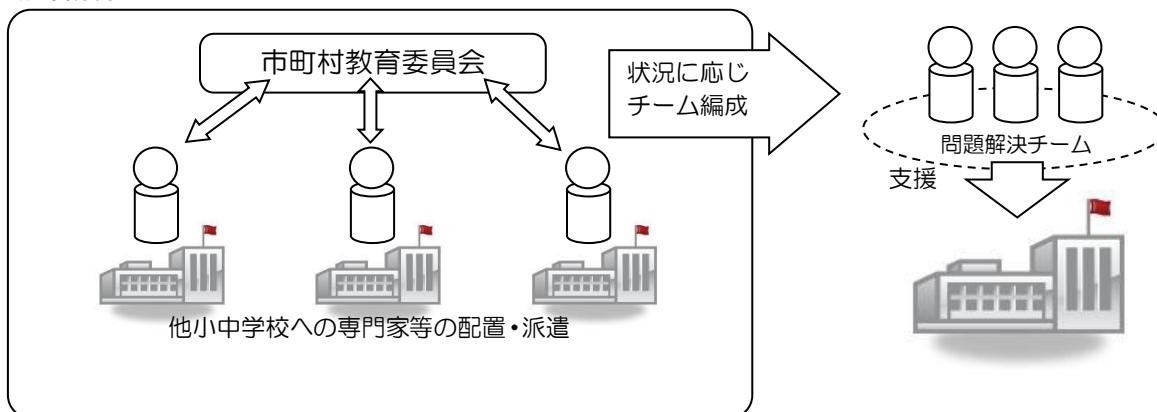 市町村教育委員会
状況に応じ
チーム編成
問題解決チーム
支援
他小中学校への専門家等の配置・派遣